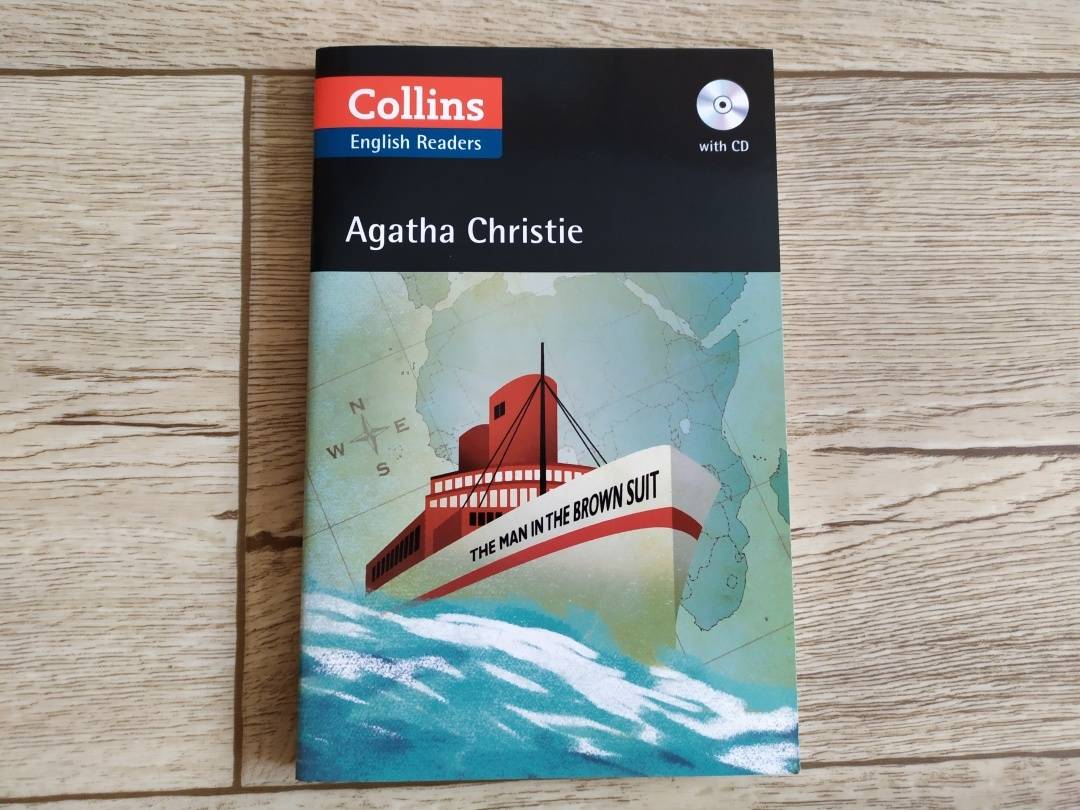 Collins
English Readers
with CD
Agatha Christie
N
W E
S
THE MAN IN THE BROWN SUIT